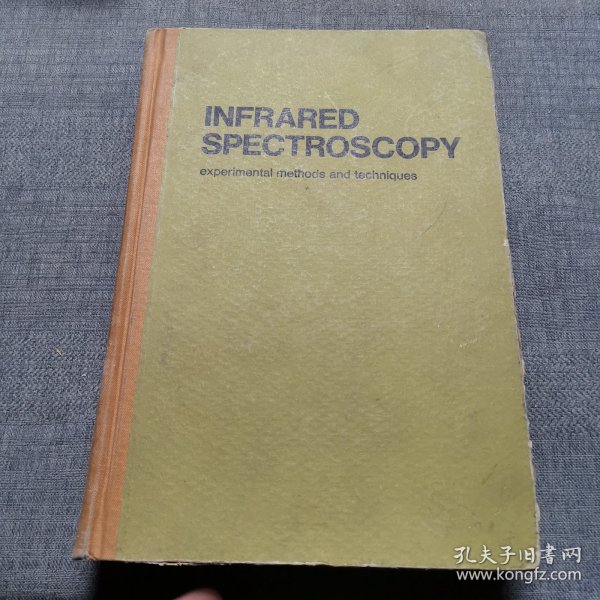 INFRARED
SPECTROSCOPY
experimental methods and techniques
孔夫子旧书网
www.kongfz.com